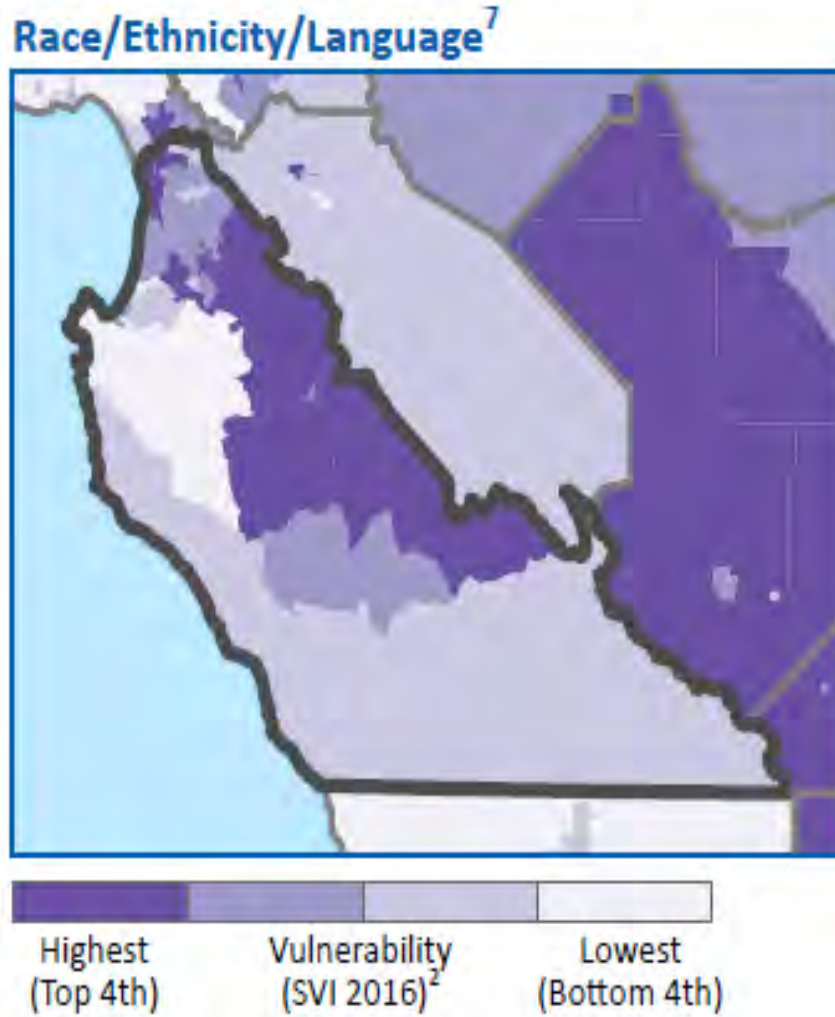 Race/Ethnicity/Language⁷
Highest
(Top 4th)
Vulnerability
(SVI 2016)²
Lowest
(Bottom 4th)